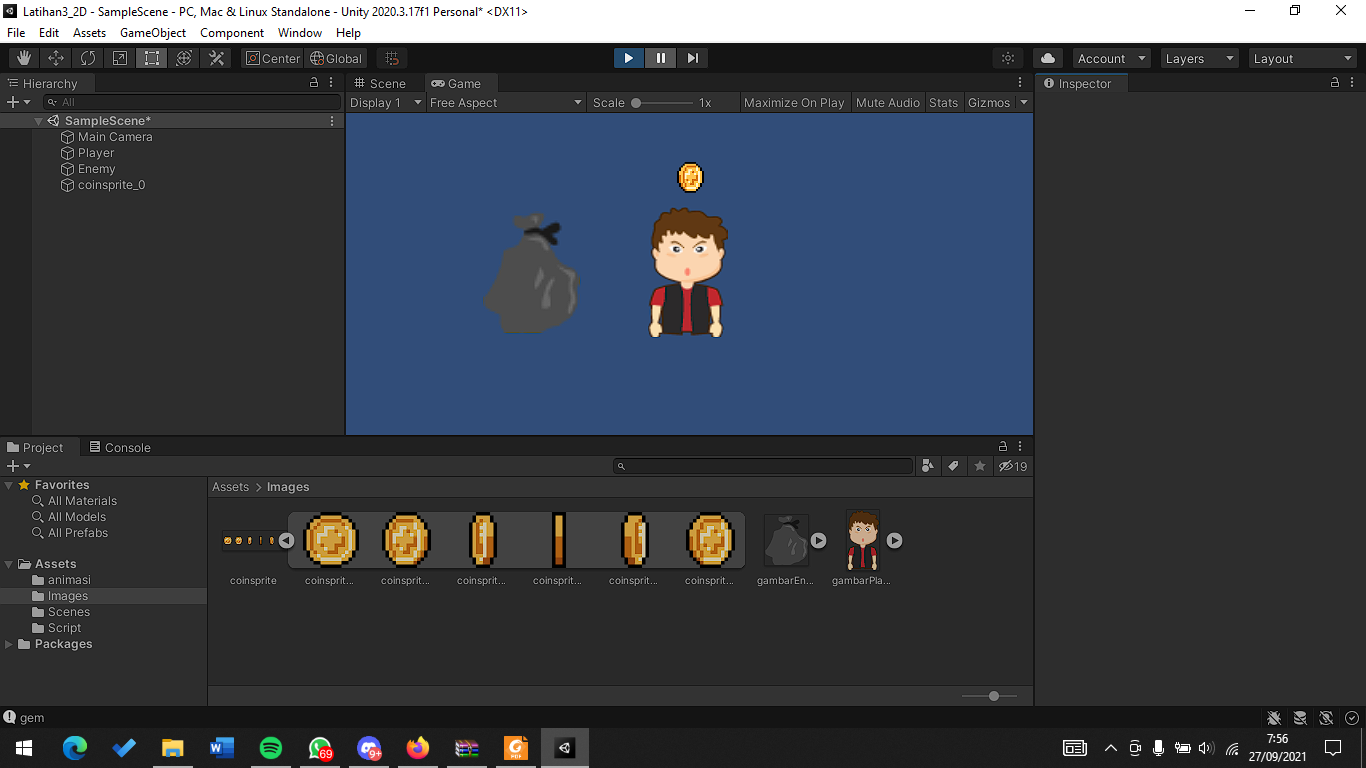 Latihan3_2D - SampleScene - PC, Mac & Linux Standalone - Unity 2020.3.17f1 Personal* <DX11>
File Edit Assets GameObject Component Window Help
Center Global Account Layers Layout
Hierarchy Scene Game Inspector
All Display 1 Free Aspect Scale 1x Maximize On Play Mute Audio Stats Gizmos
SampleScene*
Main Camera
Player
Enemy
coinsprite_0
Project Console
19
Favorites Assets > Images
All Materials
All Models
All Prefabs
Assets
animasi
Images
Scenes
Script
Packages
coinsprite coinsprit... coinsprit... coinsprit... coinsprit... coinsprit... coinsprit... gambarEn... gambarPla...
gem
69 9+ PDF
7:56
27/09/2021